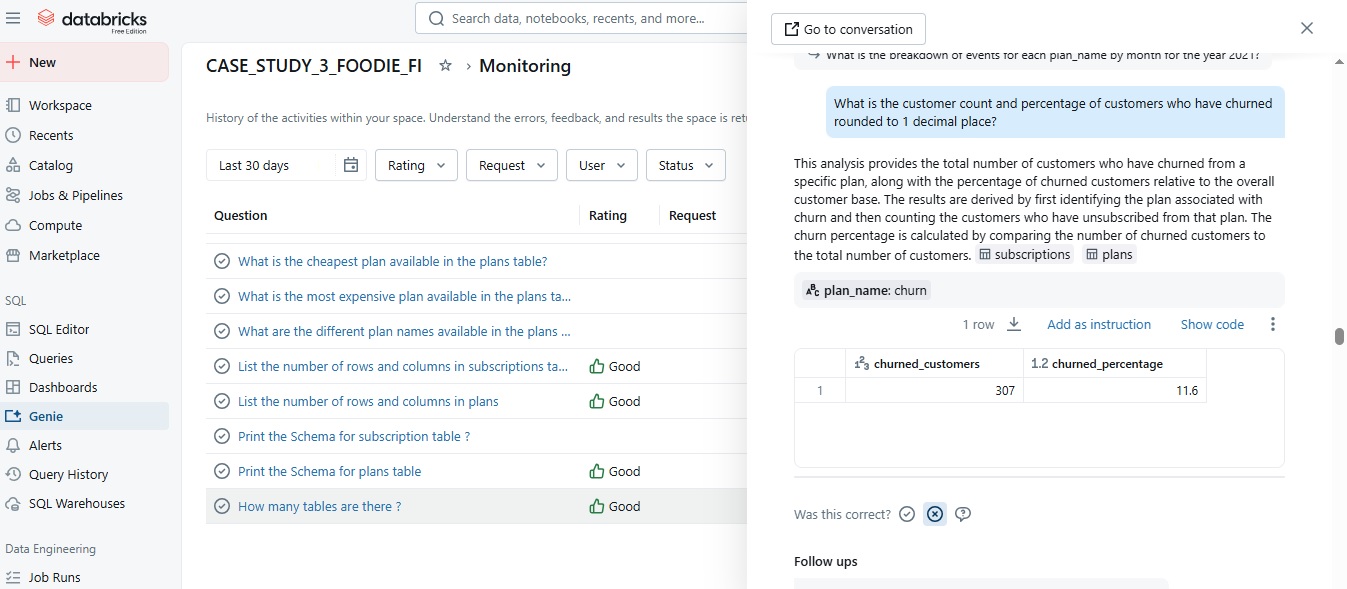 databricks
Free Edition
Search data, notebooks, recents, and more...
New
Workspace
Recents
Catalog
Jobs & Pipelines
Compute
Marketplace
SQL
SQL Editor
Queries
Dashboards
Genie
Alerts
Query History
SQL Warehouses
Data Engineering
Job Runs
CASE_STUDY_3_FOODIE_FI › Monitoring
History of the activities within your space. Understand the errors, feedback, and results the space is retu
Last 30 days Rating Request User Status
Question Rating Request
What is the cheapest plan available in the plans table?
What is the most expensive plan available in the plans ta...
What are the different plan names available in the plans ...
List the number of rows and columns in subscriptions ta... Good
List the number of rows and columns in plans Good
Print the Schema for subscription table ?
Print the Schema for plans table Good
How many tables are there ? Good
Go to conversation
What is the breakdown of events for each plan_name by month for the year 2021?
What is the customer count and percentage of customers who have churned
rounded to 1 decimal place?
This analysis provides the total number of customers who have churned from a
specific plan, along with the percentage of churned customers relative to the overall
customer base. The results are derived by first identifying the plan associated with
churn and then counting the customers who have unsubscribed from that plan. The
churn percentage is calculated by comparing the number of churned customers to
the total number of customers. subscriptions plans
plan_name: churn
1 row Add as instruction Show code
1²₃ churned_customers 1.2 churned_percentage
1 307 11.6
Was this correct?
Follow ups